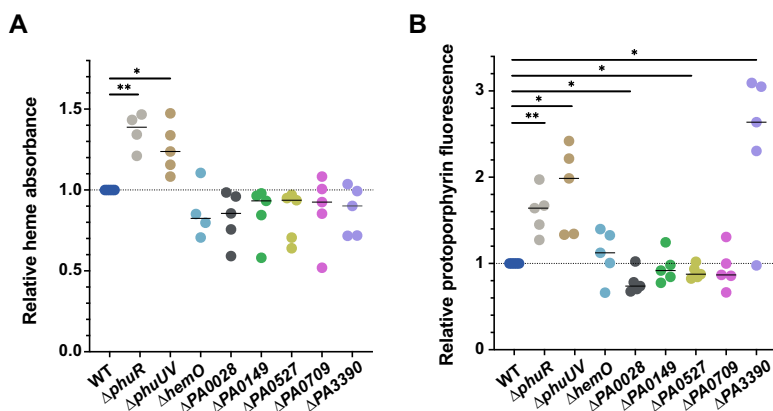 A
Relative heme absorbance
1.5
1.0
0.5
0.0
*
**
WT
ΔphuR
ΔphuUV
ΔhemO
ΔPA0028
ΔPA0149
ΔPA0527
ΔPA0709
ΔPA3390
B
Relative protoporphyrin fluorescence
3
2
1
0
*
*
*
*
**
WT
ΔphuR
ΔphuUV
ΔhemO
ΔPA0028
ΔPA0149
ΔPA0527
ΔPA0709
ΔPA3390